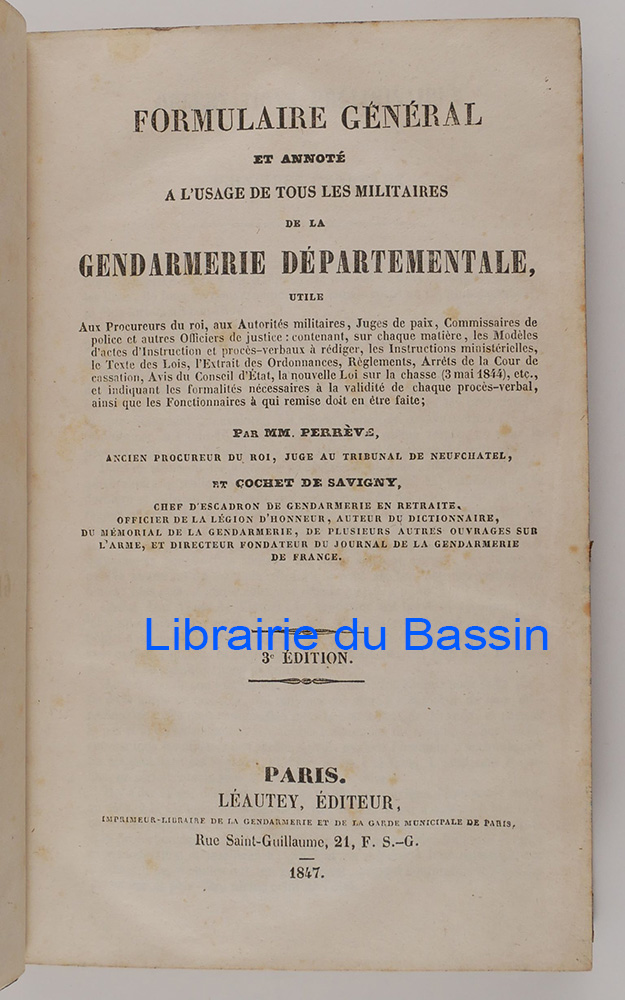 FORMULAIRE GÉNÉRAL
ET ANNOTÉ
A L'USAGE DE TOUS LES MILITAIRES
DE LA
GENDARMERIE DÉPARTEMENTALE,
UTILE
Aux Procureurs du roi, aux Autorités militaires, Juges de paix, Commissaires de
police et autres Officiers de justice : contenant, sur chaque matière, les Modèles
d'actes d'Instruction et procès-verbaux à rédiger, les Instructions ministérielles,
le Texte des Lois, l'Extrait des Ordonnances, Règlements, Arrêts de la Cour de
cassation, Avis du Conseil d'État, la nouvelle Loi sur la chasse (3 mai 1844), etc.,
et indiquant les formalités nécessaires à la validité de chaque procès-verbal,
ainsi que les Fonctionnaires à qui remise doit en être faite;
PAR MM. PERRÈVE,
ANCIEN PROCUREUR DU ROI, JUGE AU TRIBUNAL DE NEUFCHATEL,
ET COCHET DE SAVIGNY,
CHEF D'ESCADRON DE GENDARMERIE EN RETRAITE,
OFFICIER DE LA LÉGION D'HONNEUR, AUTEUR DU DICTIONNAIRE,
DU MÉMORIAL DE LA GENDARMERIE, DE PLUSIEURS AUTRES OUVRAGES SUR
L'ARME, ET DIRECTEUR FONDATEUR DU JOURNAL DE LA GENDARMERIE
DE FRANCE.
Librairie du Bassin
3e ÉDITION.
PARIS.
LÉAUTEY, ÉDITEUR,
IMPRIMEUR-LIBRAIRE DE LA GENDARMERIE ET DE LA GARDE MUNICIPALE DE PARIS,
Rue Saint-Guillaume, 21, F. S.-G.
1847.